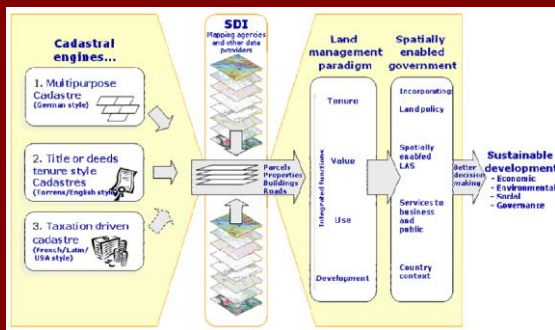 Cadastral
engines...
1. Multipurpose
Cadastre
(German style)
2. Title or deeds
tenure style
Cadastres
(Torrens/English style)
3. Taxation driven
cadastre
(French/Latin/
USA style)
SDI
Mapping agencies
and other data
providers
Parcels
Properties
Buildings
Roads
Land
management
paradigm
Integrated functions
Tenure
Value
Use
Development
Spatially
enabled
government
Incorporating:
Land policy
Spatially
enabled
LAS
Services to
business
and
public
Country
context
Better
decision
making
Sustainable
development
- Economic
- Environmental
- Social
- Governance